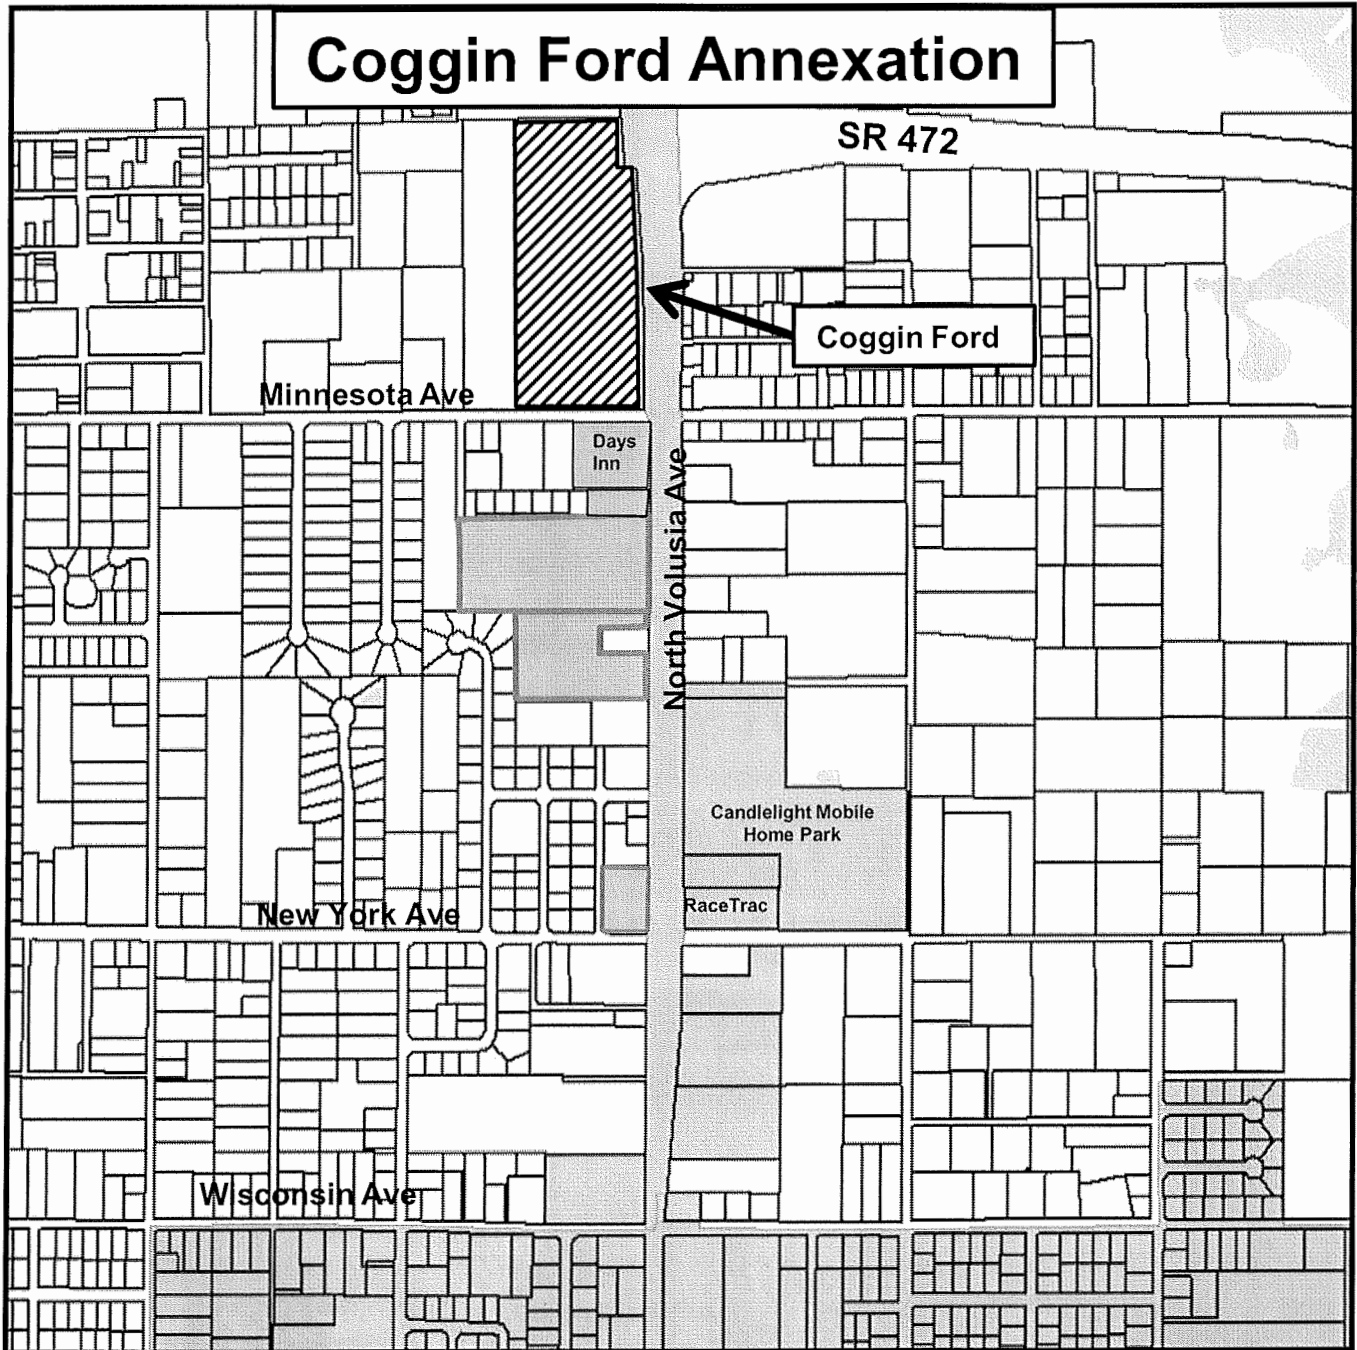 Coggin Ford Annexation
SR 472
Coggin Ford
Minnesota Ave
Days
Inn
North Volusia Ave
Candlelight Mobile
Home Park
RaceTrac
New York Ave
Wisconsin Ave